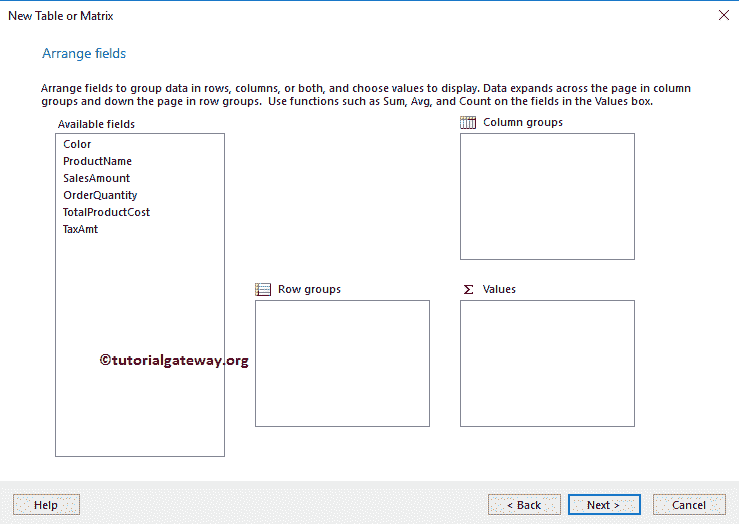 New Table or Matrix
Arrange fields
Arrange fields to group data in rows, columns, or both, and choose values to display. Data expands across the page in column
groups and down the page in row groups.  Use functions such as Sum, Avg, and Count on the fields in the Values box.
Available fields
Color
ProductName
SalesAmount
OrderQuantity
TotalProductCost
TaxAmt
Column groups
Row groups
Σ Values
©tutorialgateway.org
Help
< Back
Next >
Cancel